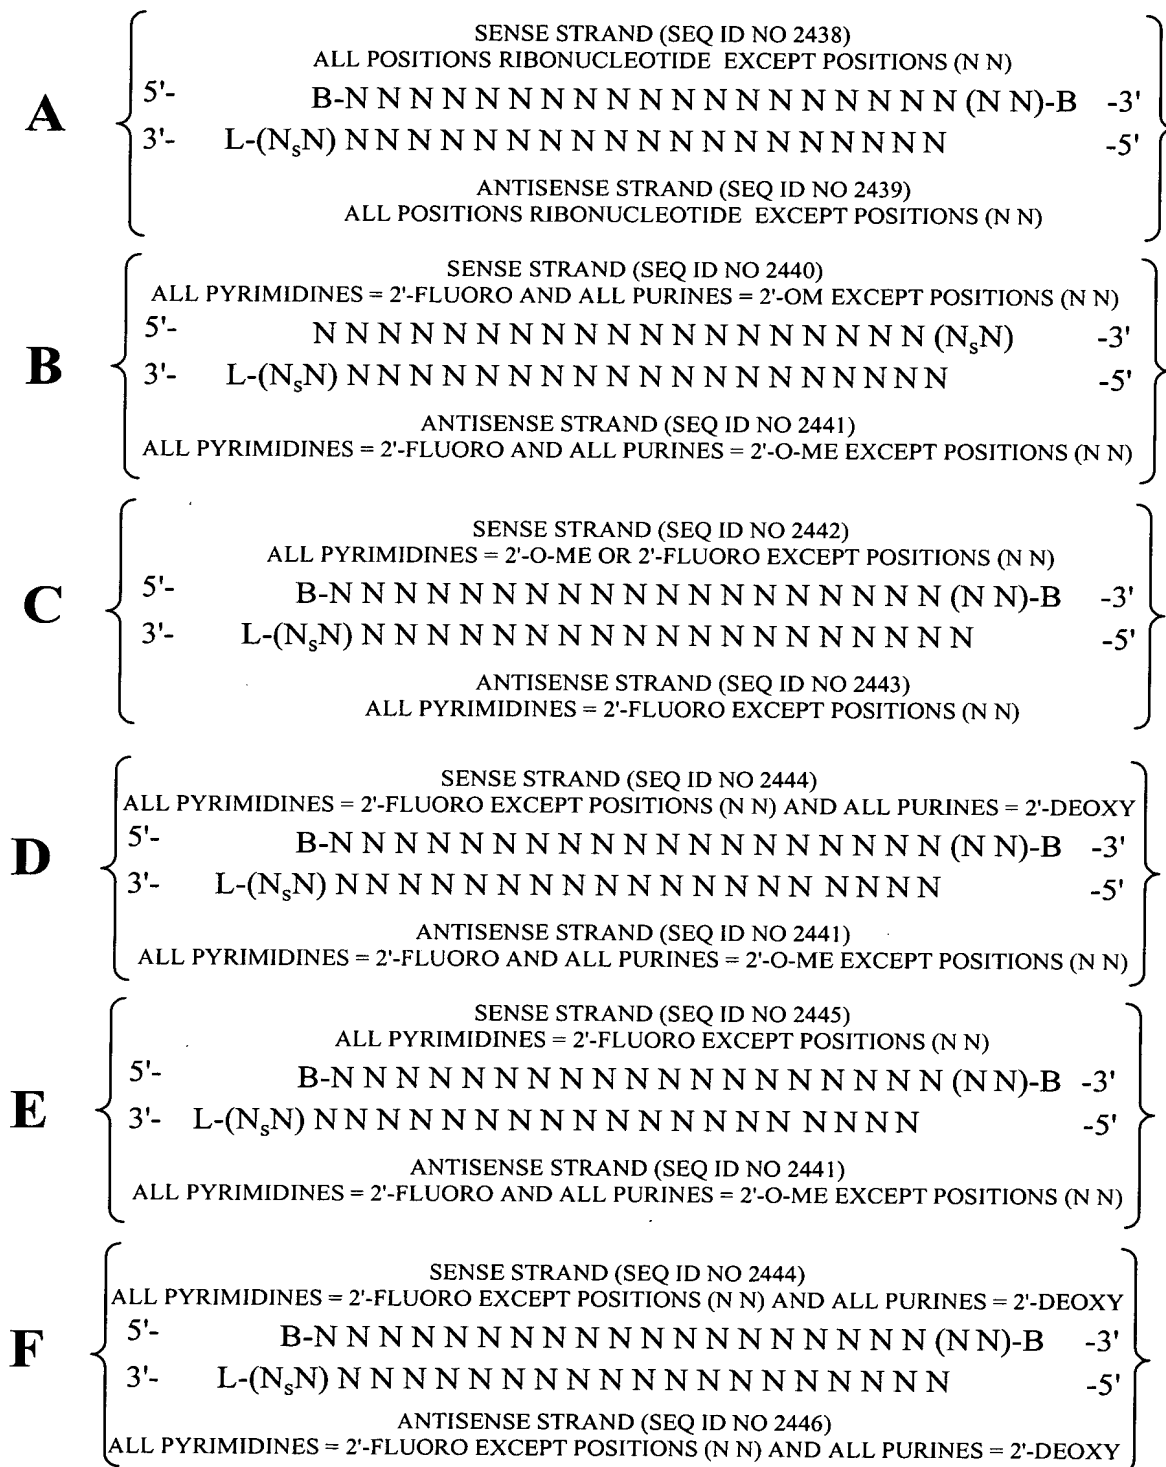 A
SENSE STRAND (SEQ ID NO 2438)
ALL POSITIONS RIBONUCLEOTIDE EXCEPT POSITIONS (N N)
5'- B-N N N N N N N N N N N N N N N N N N N (N N)-B -3'
3'- L-(NsN) N N N N N N N N N N N N N N N N N N N -5'
ANTISENSE STRAND (SEQ ID NO 2439)
ALL POSITIONS RIBONUCLEOTIDE EXCEPT POSITIONS (N N)
B
SENSE STRAND (SEQ ID NO 2440)
ALL PYRIMIDINES = 2'-FLUORO AND ALL PURINES = 2'-OM EXCEPT POSITIONS (N N)
5'- N N N N N N N N N N N N N N N N N N N (NsN) -3'
3'- L-(NsN) N N N N N N N N N N N N N N N N N N N -5'
ANTISENSE STRAND (SEQ ID NO 2441)
ALL PYRIMIDINES = 2'-FLUORO AND ALL PURINES = 2'-O-ME EXCEPT POSITIONS (N N)
C
SENSE STRAND (SEQ ID NO 2442)
ALL PYRIMIDINES = 2'-O-ME OR 2'-FLUORO EXCEPT POSITIONS (N N)
5'- B-N N N N N N N N N N N N N N N N N N N (N N)-B -3'
3'- L-(NsN) N N N N N N N N N N N N N N N N N N N -5'
ANTISENSE STRAND (SEQ ID NO 2443)
ALL PYRIMIDINES = 2'-FLUORO EXCEPT POSITIONS (N N)
D
SENSE STRAND (SEQ ID NO 2444)
ALL PYRIMIDINES = 2'-FLUORO EXCEPT POSITIONS (N N) AND ALL PURINES = 2'-DEOXY
5'- B-N N N N N N N N N N N N N N N N N N N (N N)-B -3'
3'- L-(NsN) N N N N N N N N N N N N N N N N N N N -5'
ANTISENSE STRAND (SEQ ID NO 2441)
ALL PYRIMIDINES = 2'-FLUORO AND ALL PURINES = 2'-O-ME EXCEPT POSITIONS (N N)
E
SENSE STRAND (SEQ ID NO 2445)
ALL PYRIMIDINES = 2'-FLUORO EXCEPT POSITIONS (N N)
5'- B-N N N N N N N N N N N N N N N N N N N (N N)-B -3'
3'- L-(NsN) N N N N N N N N N N N N N N N N N N N -5'
ANTISENSE STRAND (SEQ ID NO 2441)
ALL PYRIMIDINES = 2'-FLUORO AND ALL PURINES = 2'-O-ME EXCEPT POSITIONS (N N)
F
SENSE STRAND (SEQ ID NO 2444)
ALL PYRIMIDINES = 2'-FLUORO EXCEPT POSITIONS (N N) AND ALL PURINES = 2'-DEOXY
5'- B-N N N N N N N N N N N N N N N N N N N (N N)-B -3'
3'- L-(NsN) N N N N N N N N N N N N N N N N N N N -5'
ANTISENSE STRAND (SEQ ID NO 2446)
ALL PYRIMIDINES = 2'-FLUORO EXCEPT POSITIONS (N N) AND ALL PURINES = 2'-DEOXY